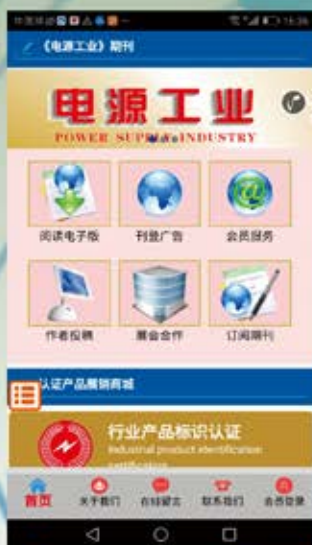 16:36
《电源工业》期刊
电源工业
POWER SUPPLY INDUSTRY
阅读电子版 刊登广告 会员服务
作者投稿 展会合作 订阅期刊
认证产品展销商城
行业产品标识认证
Industrial product identification
certification
首页 关于我们 在线留言 联系我们 会员登录